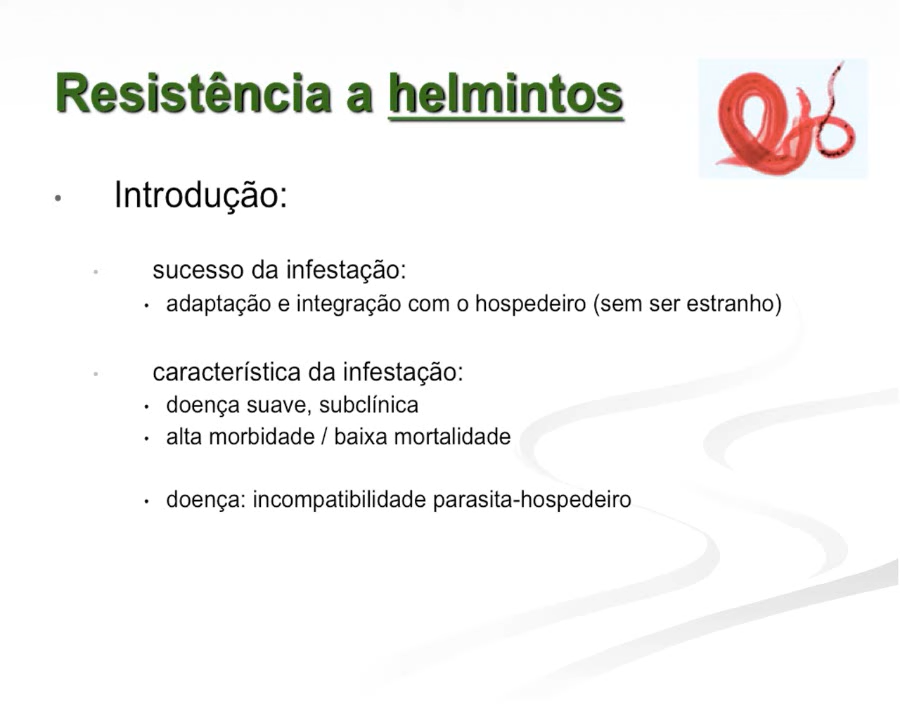 Resistência a helmintos
• Introdução:
• sucesso da infestação:
• adaptação e integração com o hospedeiro (sem ser estranho)
• característica da infestação:
• doença suave, subclínica
• alta morbidade / baixa mortalidade
• doença: incompatibilidade parasita-hospedeiro